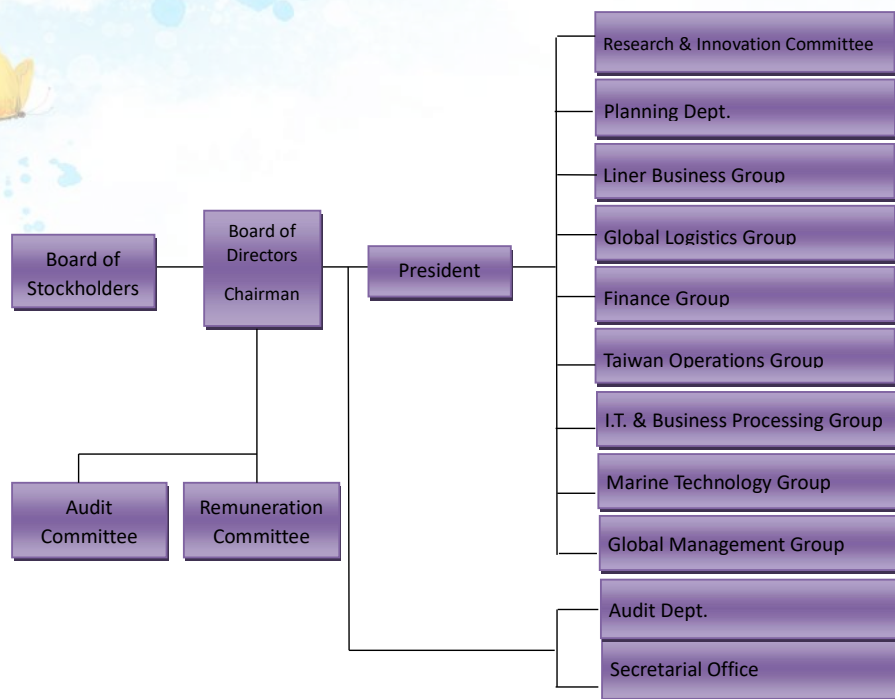 Board of
Stockholders
Board of
Directors
Chairman
President
Audit
Committee
Remuneration
Committee
Research & Innovation Committee
Planning Dept.
Liner Business Group
Global Logistics Group
Finance Group
Taiwan Operations Group
I.T. & Business Processing Group
Marine Technology Group
Global Management Group
Audit Dept.
Secretarial Office